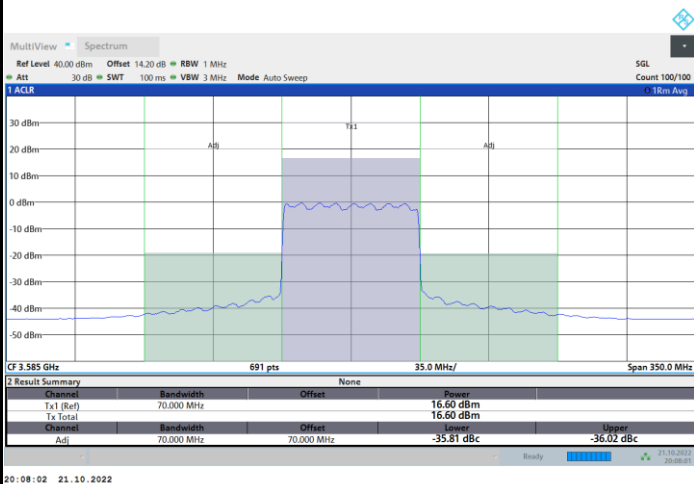 MultiView Spectrum
Ref Level 40.00 dBm Offset 14.20 dB RBW 1 MHz SGL
Att 30 dB SWT 100 ms VBW 3 MHz Mode Auto Sweep Count 100/100
1 ACLR 1Rm Avg
30 dBm
Tx1
20 dBm
Adj Adj
10 dBm
0 dBm
-10 dBm
-20 dBm
-30 dBm
-40 dBm
-50 dBm
CF 3.585 GHz 691 pts 35.0 MHz/ Span 350.0 MHz
2 Result Summary None
Channel Bandwidth Offset Power
Tx1 (Ref) 70.000 MHz 16.60 dBm
Tx Total 16.60 dBm
Channel Bandwidth Offset Lower Upper
Adj 70.000 MHz 70.000 MHz -35.81 dBc -36.02 dBc
Ready 21.10.2022
20:08:01
20:08:02 21.10.2022